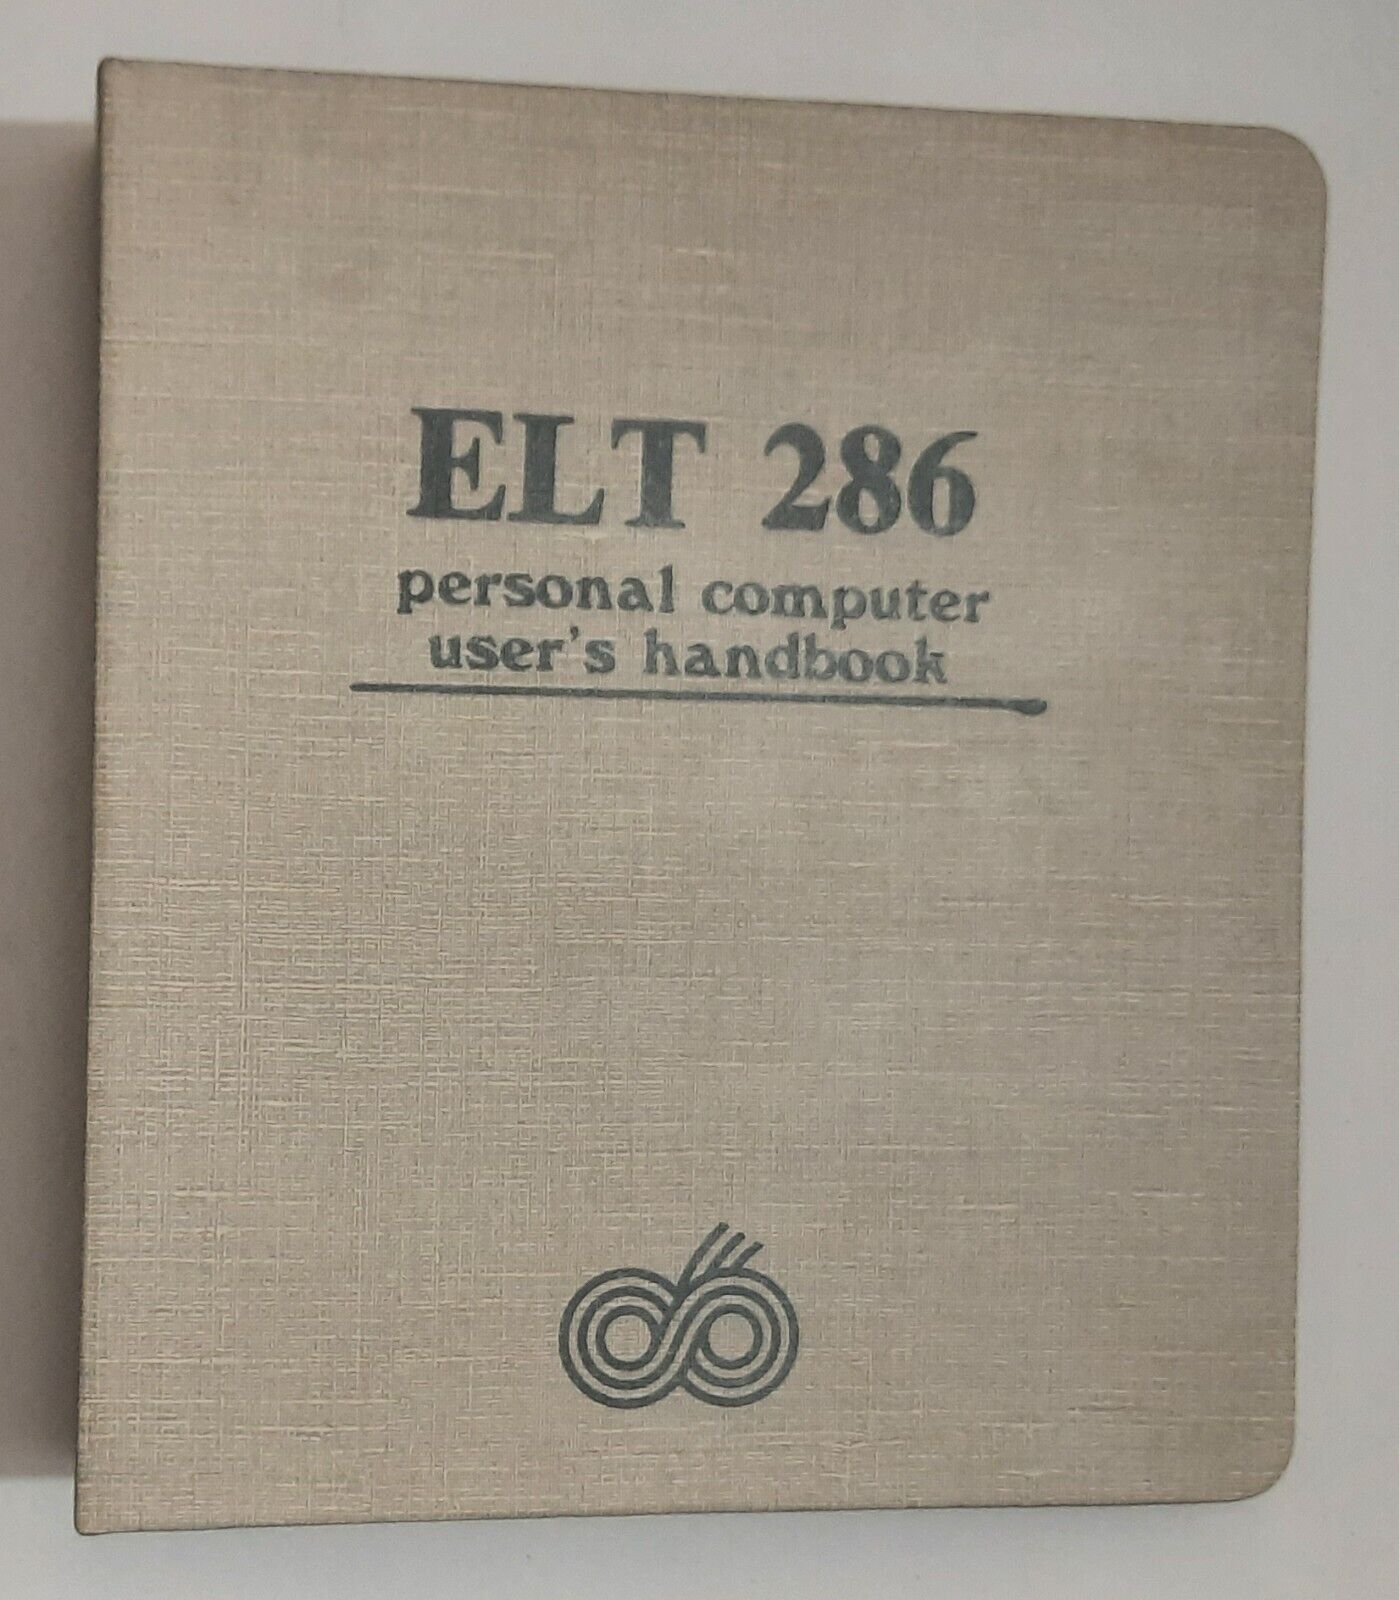 ELT 286
personal computer
user's handbook